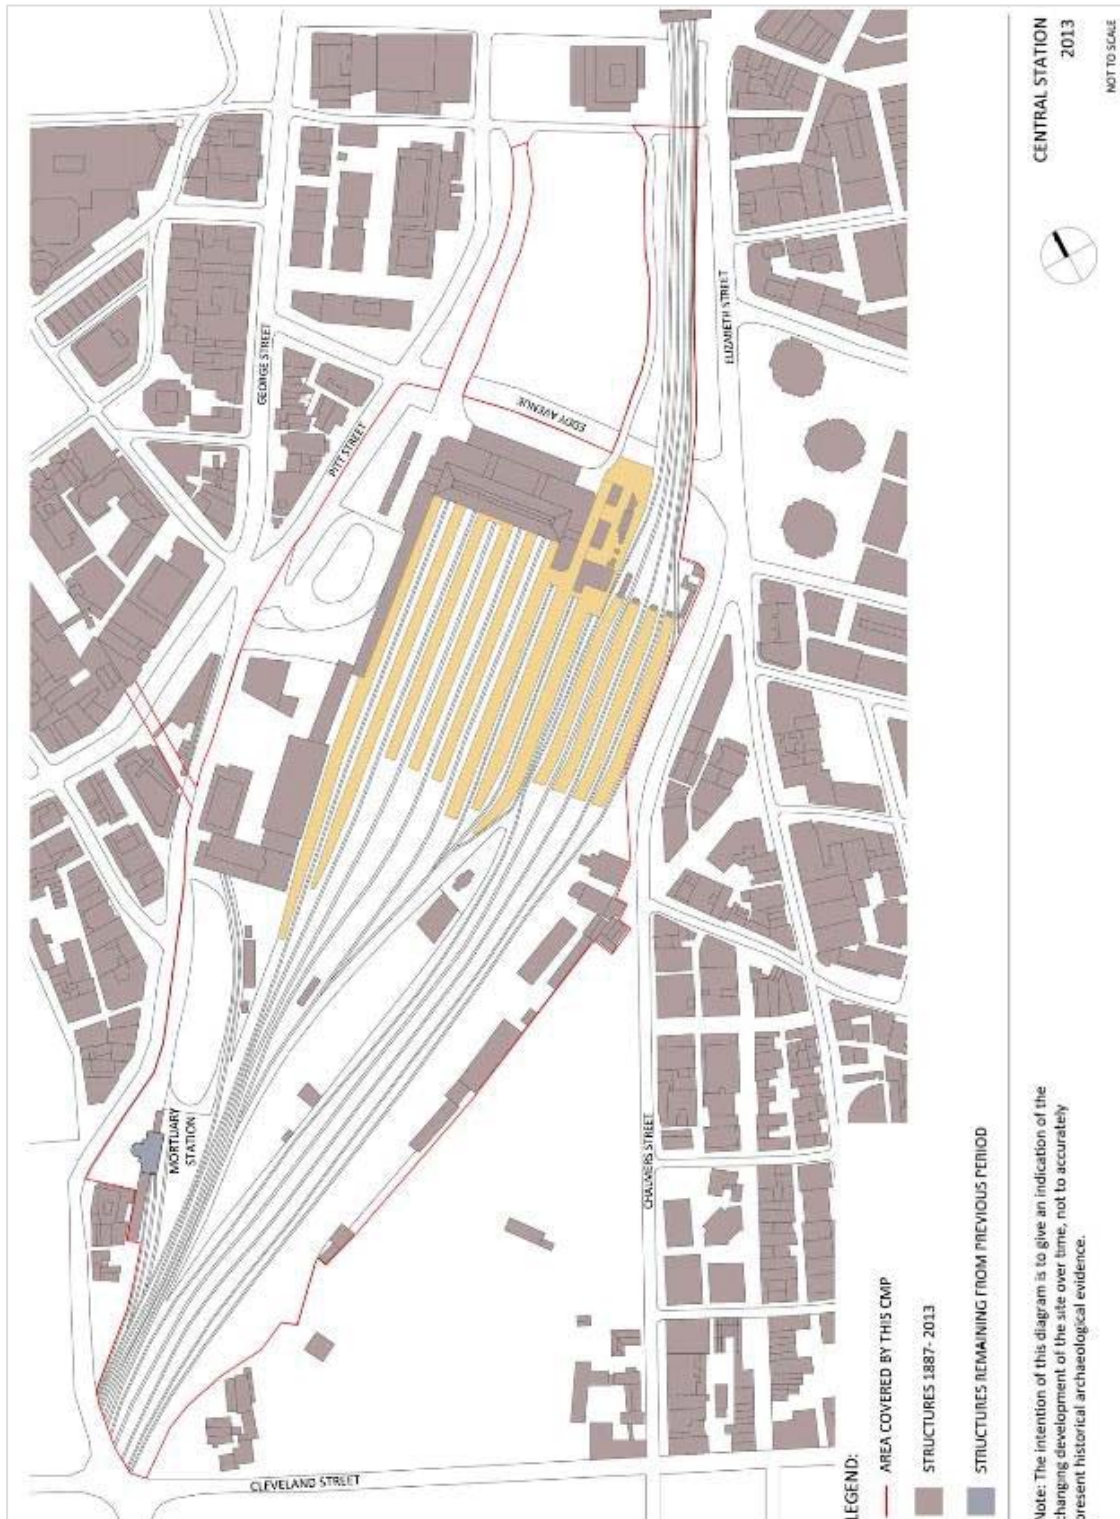 CENTRAL STATION
2013
NOT TO SCALE
GEORGE STREET
PITT STREET
EDDY AVENUE
ELIZABETH STREET
MORTUARY
STATION
CHALMERS STREET
CLEVELAND STREET
LEGEND:
AREA COVERED BY THIS CMP
STRUCTURES 1887- 2013
STRUCTURES REMAINING FROM PREVIOUS PERIOD
Note: The intention of this diagram is to give an indication of the
changing development of the site over time, not to accurately
present historical archaeological evidence.